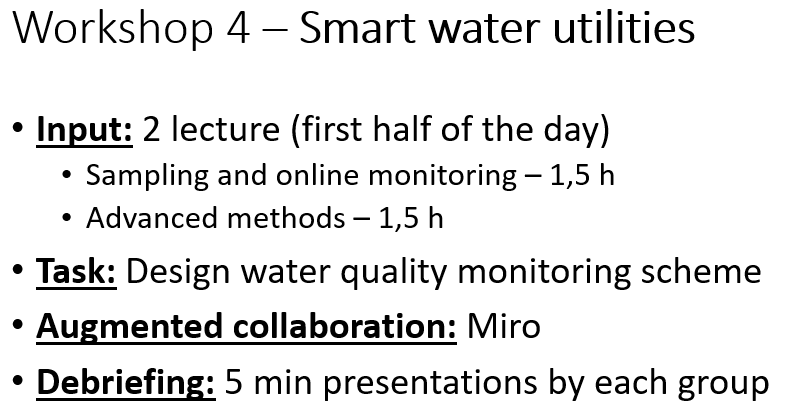 Workshop 4 – Smart water utilities
• Input: 2 lecture (first half of the day)
• Sampling and online monitoring – 1,5 h
• Advanced methods – 1,5 h
• Task: Design water quality monitoring scheme
• Augmented collaboration: Miro
• Debriefing: 5 min presentations by each group